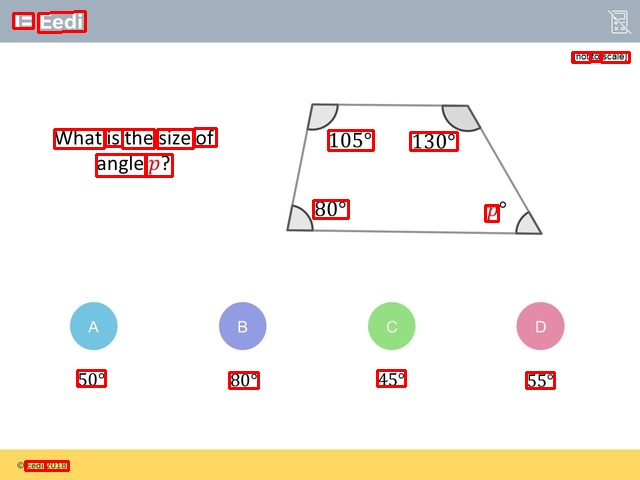 Eedi
[not to scale]
What is the size of
angle p?
105° 130°
80° p°
A B C D
50° 80° 45° 55°
© Eedi 2018